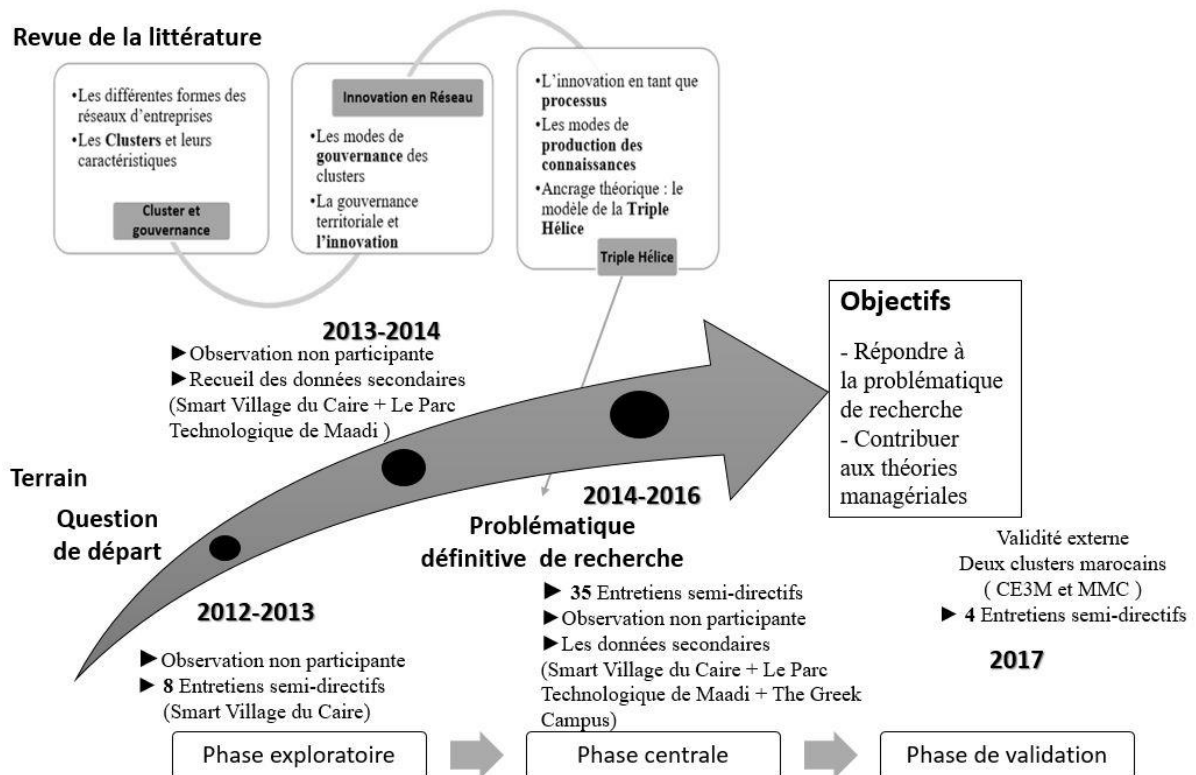 Revue de la littérature
•Les différentes formes des
réseaux d'entreprises
•Les Clusters et leurs
caractéristiques
Cluster et
gouvernance
Innovation en Réseau
•Les modes de
gouvernance des
clusters
•La gouvernance
territoriale et
l'innovation
•L'innovation en tant que
processus
•Les modes de
production des
connaissances
•Ancrage théorique : le
modèle de la Triple
Hélice
Triple Hélice
2013-2014
►Observation non participante
►Recueil des données secondaires
(Smart Village du Caire + Le Parc
Technologique de Maadi )
Objectifs
- Répondre à
la problématique
de recherche
- Contribuer
aux théories
managériales
Terrain
Question
de départ
2012-2013
►Observation non participante
► 8 Entretiens semi-directifs
(Smart Village du Caire)
2014-2016
Problématique
définitive de recherche
► 35 Entretiens semi-directifs
►Observation non participante
►Les données secondaires
(Smart Village du Caire + Le Parc
Technologique de Maadi + The Greek
Campus)
Validité externe
Deux clusters marocains
( CE3M et MMC )
► 4 Entretiens semi-directifs
2017
Phase exploratoire
Phase centrale
Phase de validation